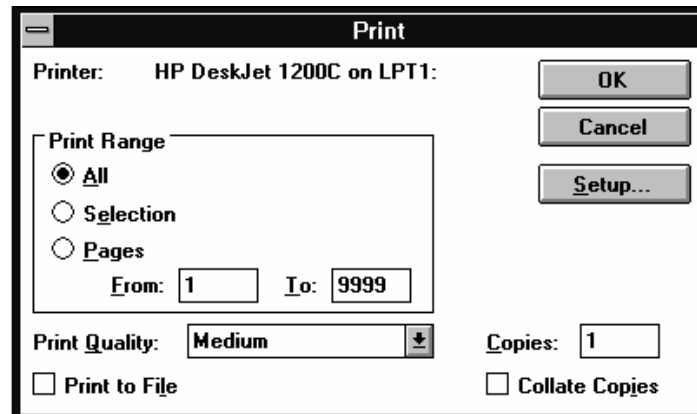 Print
Printer: HP DeskJet 1200C on LPT1:
OK
Cancel
Print Range
All
Setup...
Selection
Pages
From: 1 To: 9999
Print Quality: Medium Copies: 1
Print to File Collate Copies